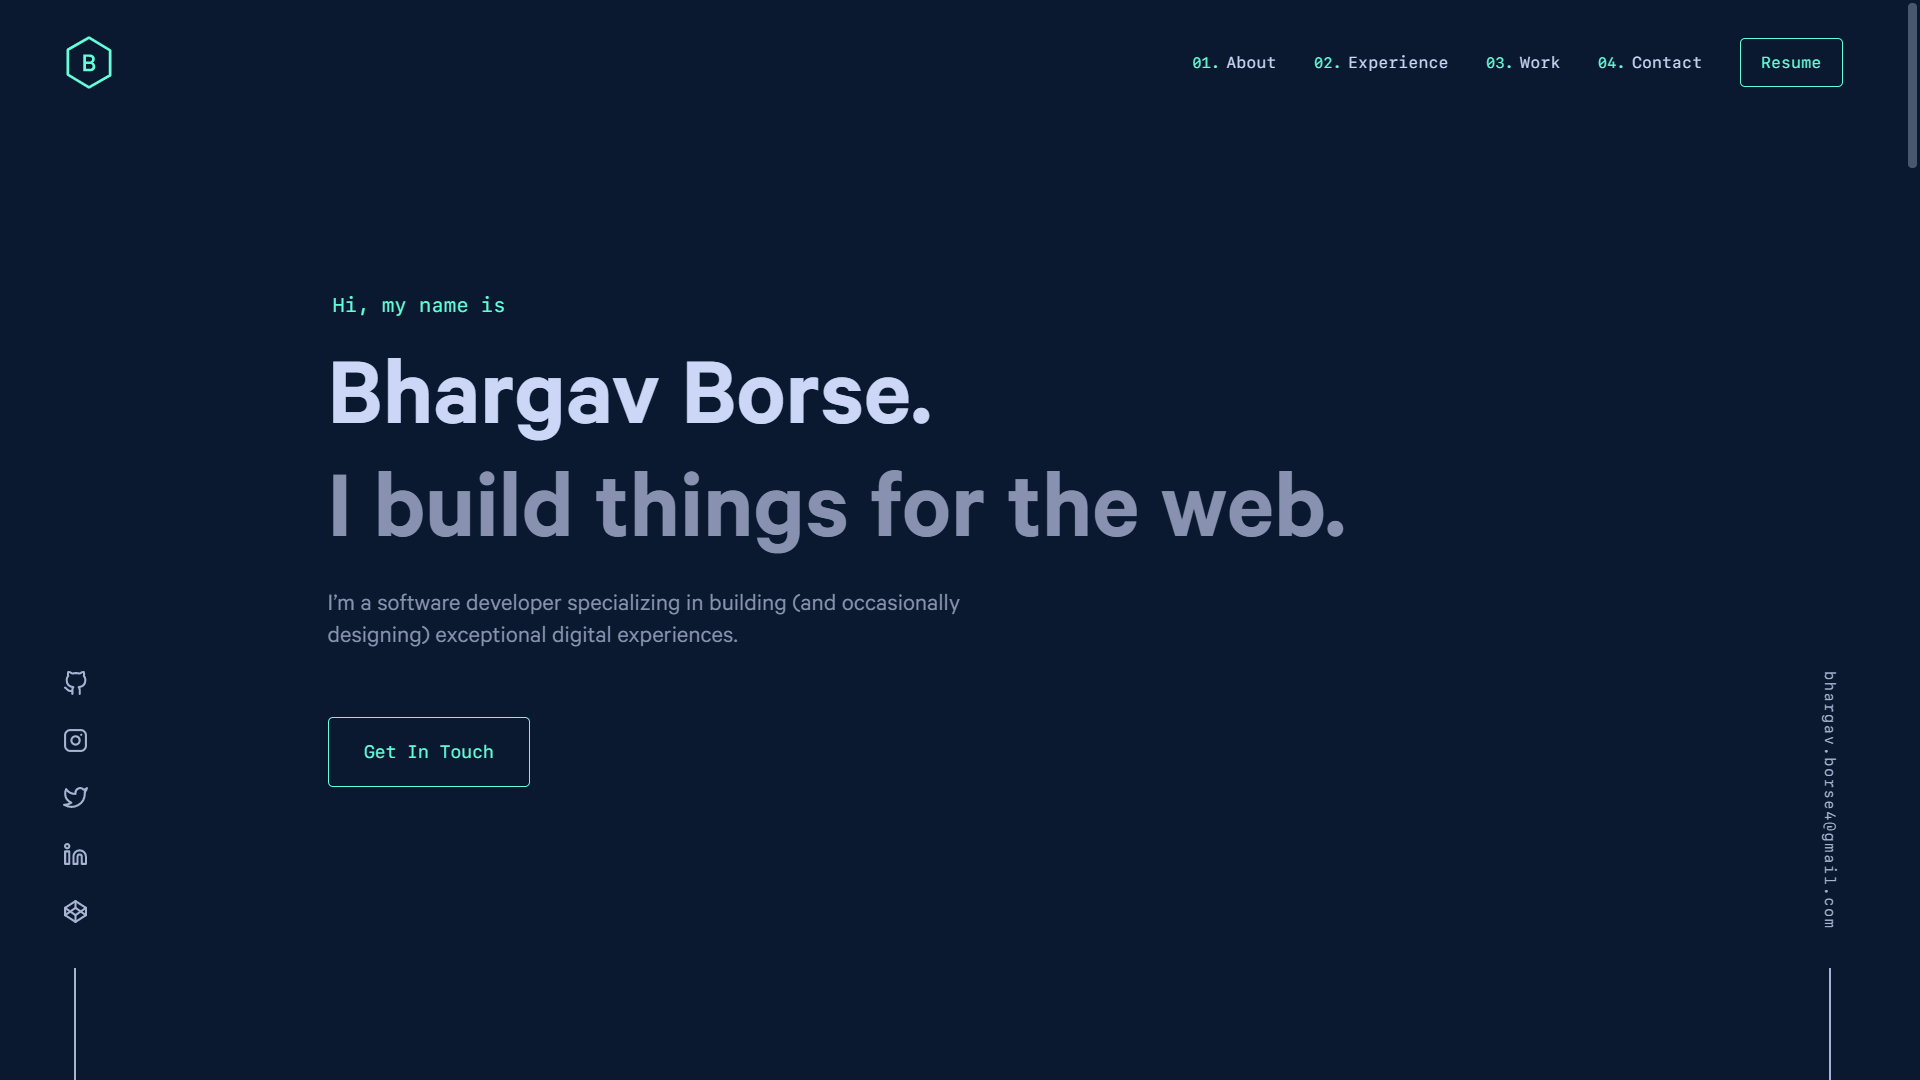 B
01. About
02. Experience
03. Work
04. Contact
Resume
Hi, my name is
Bhargav Borse.
I build things for the web.
I'm a software developer specializing in building (and occasionally
designing) exceptional digital experiences.
Get In Touch
bhargav.borse4@gmail.com